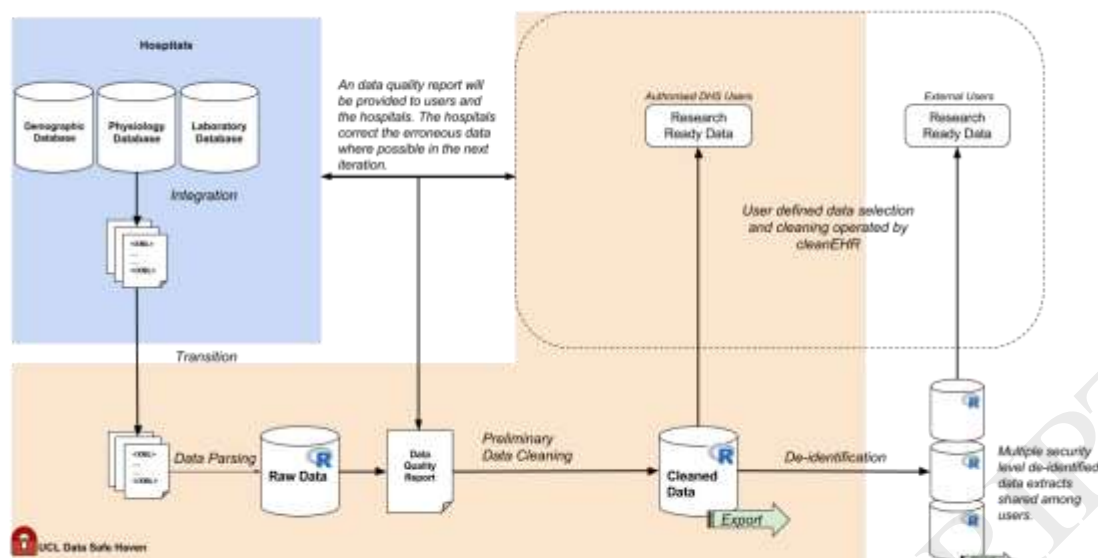 Hospitals
Demographic
Database
Physiology
Database
Laboratory
Database
Integration
<XML>
...
...
<XML>
Transition
An data quality report will
be provided to users and
the hospitals. The hospitals
correct the erroneous data
where possible in the next
iteration.
Authorised DHS Users
Research
Ready Data
External Users
Research
Ready Data
User defined data selection
and cleaning operated by
cleanEHR
<XML>
...
...
<XML>
Data Parsing
R
Raw Data
Data
Quality
Report
Preliminary
Data Cleaning
R
Cleaned
Data
Export
De-identification
R
R
R
Multiple security
level de-identified
data extracts
shared among
users.
UCL Data Safe Haven